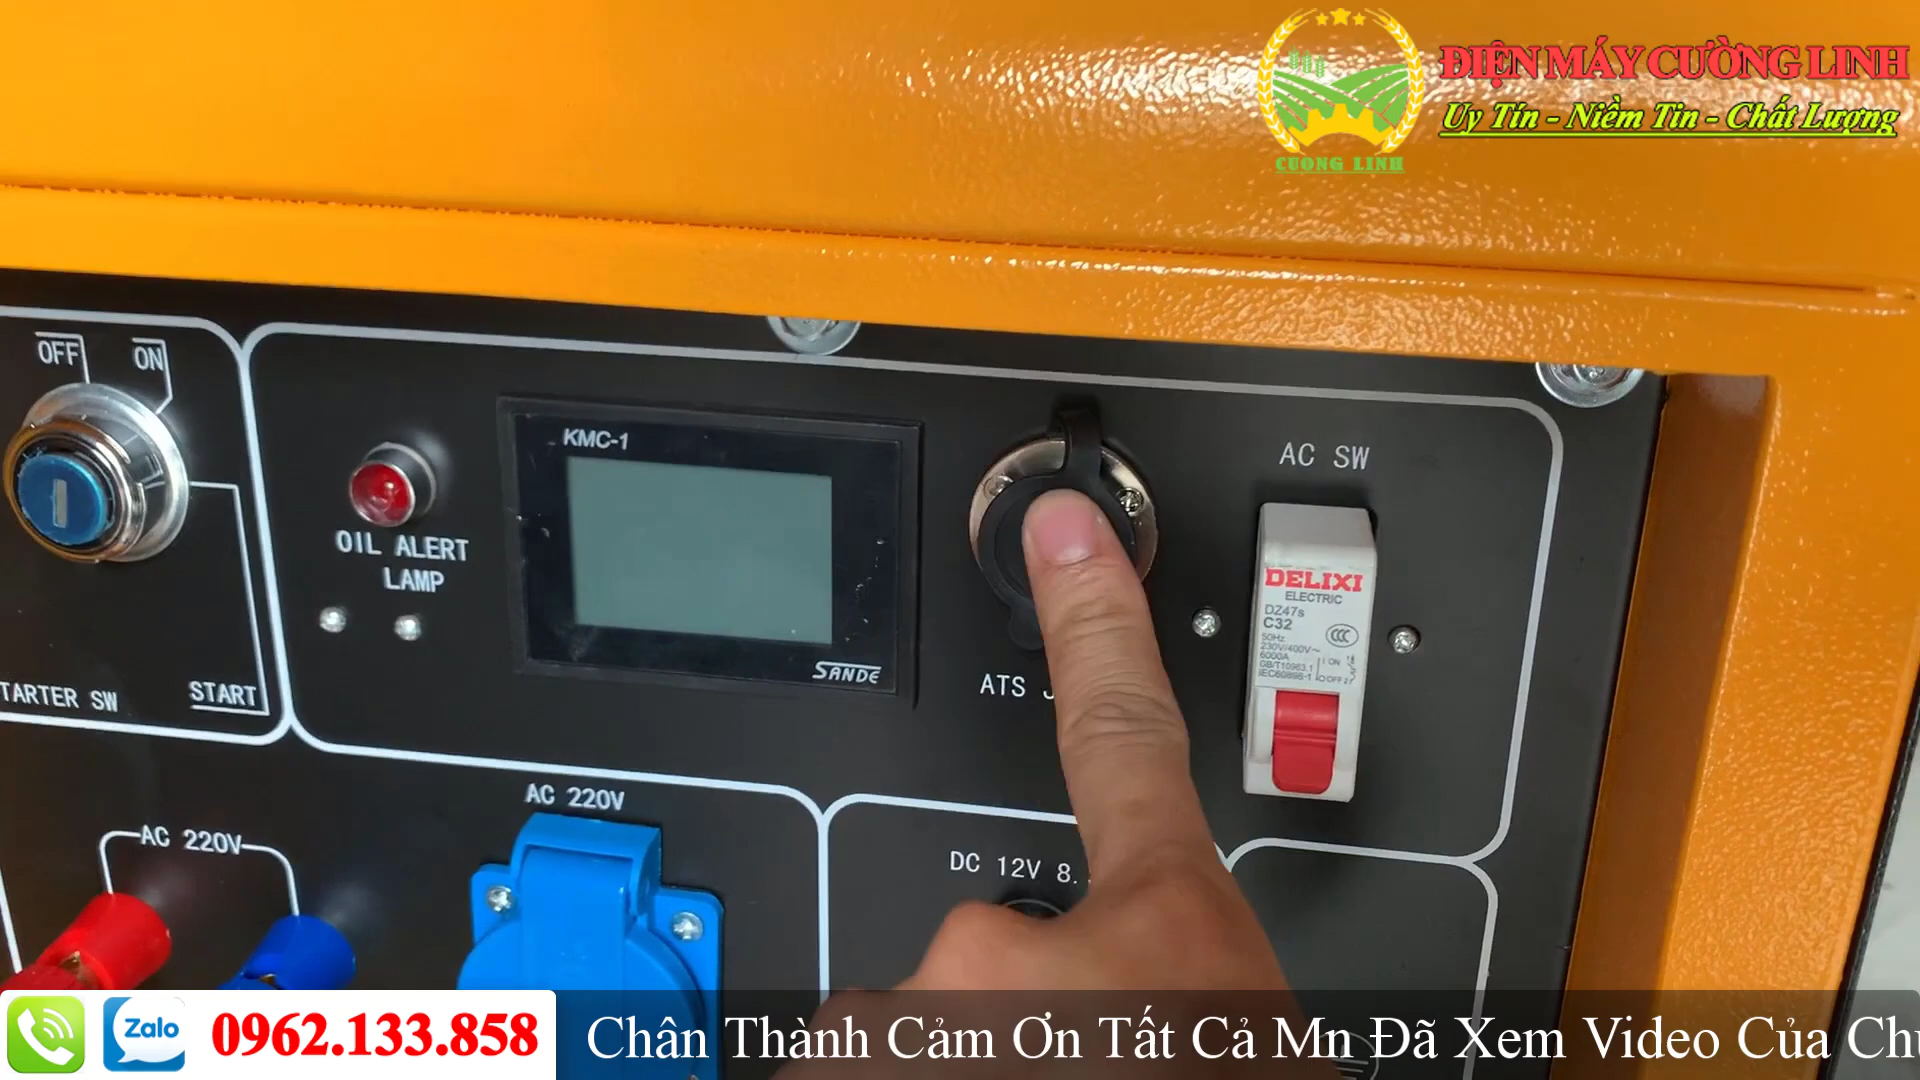 ĐIỆN MÁY CƯỜNG LINH
Uy Tín - Niềm Tin - Chất Lượng
CUONG LINH
OFF
ON
KMC-1
AC SW
OIL ALERT
LAMP
DELIXI
ELECTRIC
DZ47s
C32
50Hz
230V/400V~
6000A
GB/T10963.1
IEC60898-1
ON
OFF
CCC
SANDE
TARTER SW
START
ATS
AC 220V
AC 220V
DC 12V 8.
Zalo
0962.133.858
Chân Thành Cảm Ơn Tất Cả Mn Đã Xem Video Của